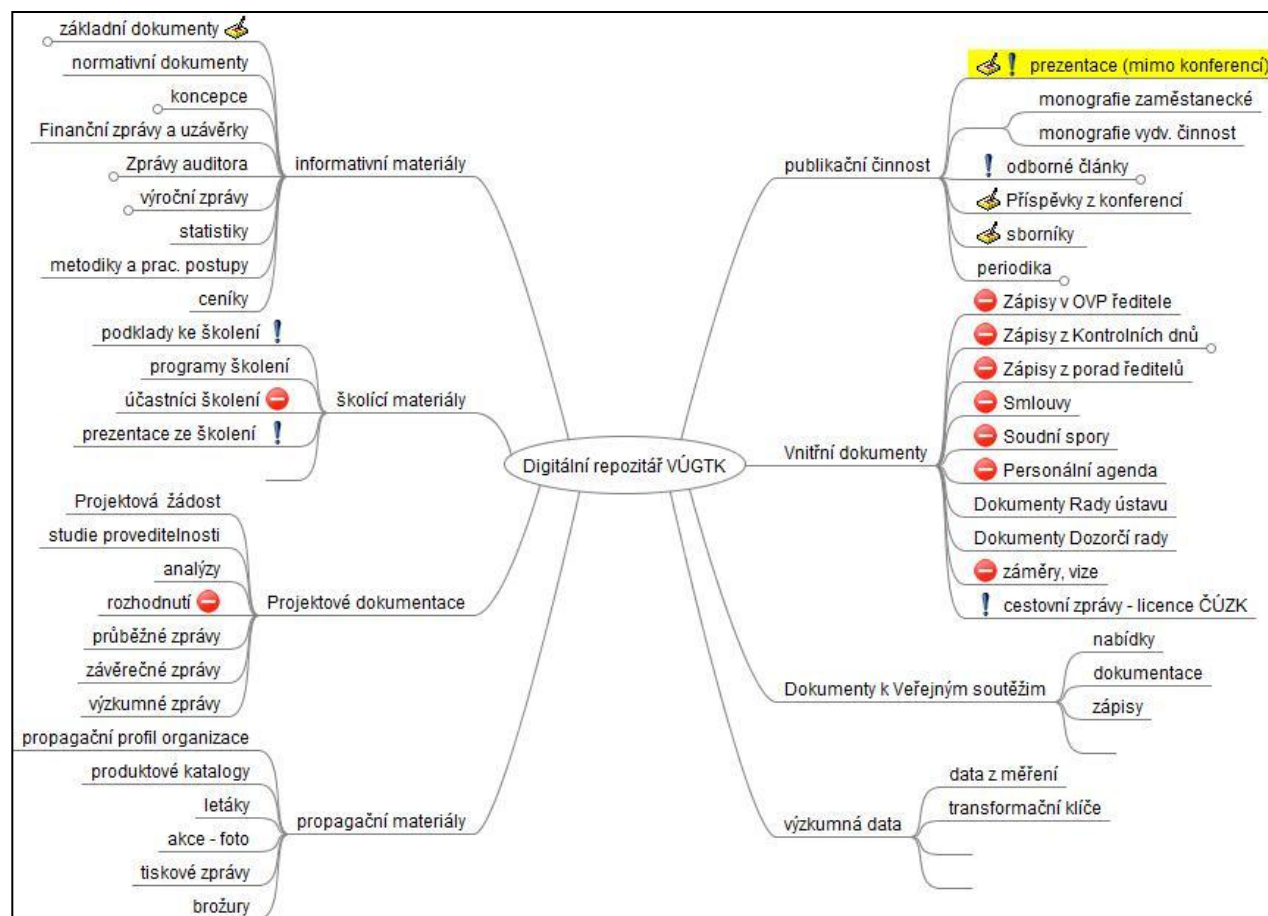 základní dokumenty
normativní dokumenty
koncepce
Finanční zprávy a uzávěrky
Zprávy auditora
výroční zprávy
statistiky
metodiky a prac. postupy
ceníky
informativní materiály
podklady ke školení
programy školení
účastníci školení
prezentace ze školení
školící materiály
Projektová žádost
studie proveditelnosti
analýzy
rozhodnutí
průběžné zprávy
závěrečné zprávy
výzkumné zprávy
Projektové dokumentace
propagační profil organizace
produktové katalogy
letáky
akce - foto
tiskové zprávy
brožury
propagační materiály
Digitální repozitář VÚGTK
publikační činnost
prezentace (mimo konferencí)
monografie zaměstanecké
monografie vydv. činnost
odborné články
Příspěvky z konferencí
sborníky
periodika
Vnitřní dokumenty
Zápisy v OVP ředitele
Zápisy z Kontrolních dnů
Zápisy z porad ředitelů
Smlouvy
Soudní spory
Personální agenda
Dokumenty Rady ústavu
Dokumenty Dozorčí rady
záměry, vize
cestovní zprávy - licence ČÚZK
Dokumenty k Veřejným soutěžim
nabídky
dokumentace
zápisy
výzkumná data
data z měření
transformační klíče